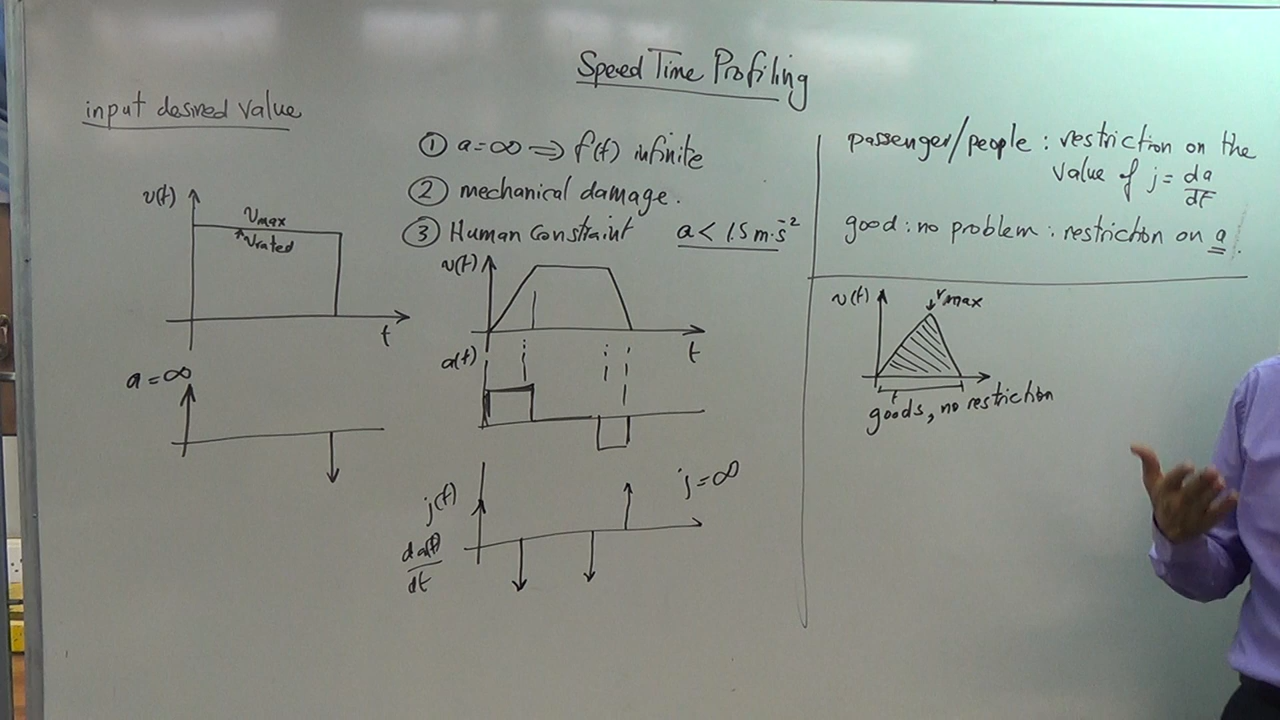 Speed Time Profiling
input desired value
v(t)
vmax
vrated
t
a = ∞
① a = ∞ ⇒ f(t) infinite
② mechanical damage.
③ Human Constraint a < 1.5 m·s⁻²
v(t)
t
a(t)
j(t)
da(t)
dt
j = ∞
passenger/people : restriction on the
value of j = da/dt
good : no problem : restriction on a.
v(t)
vmax
t
goods, no restriction